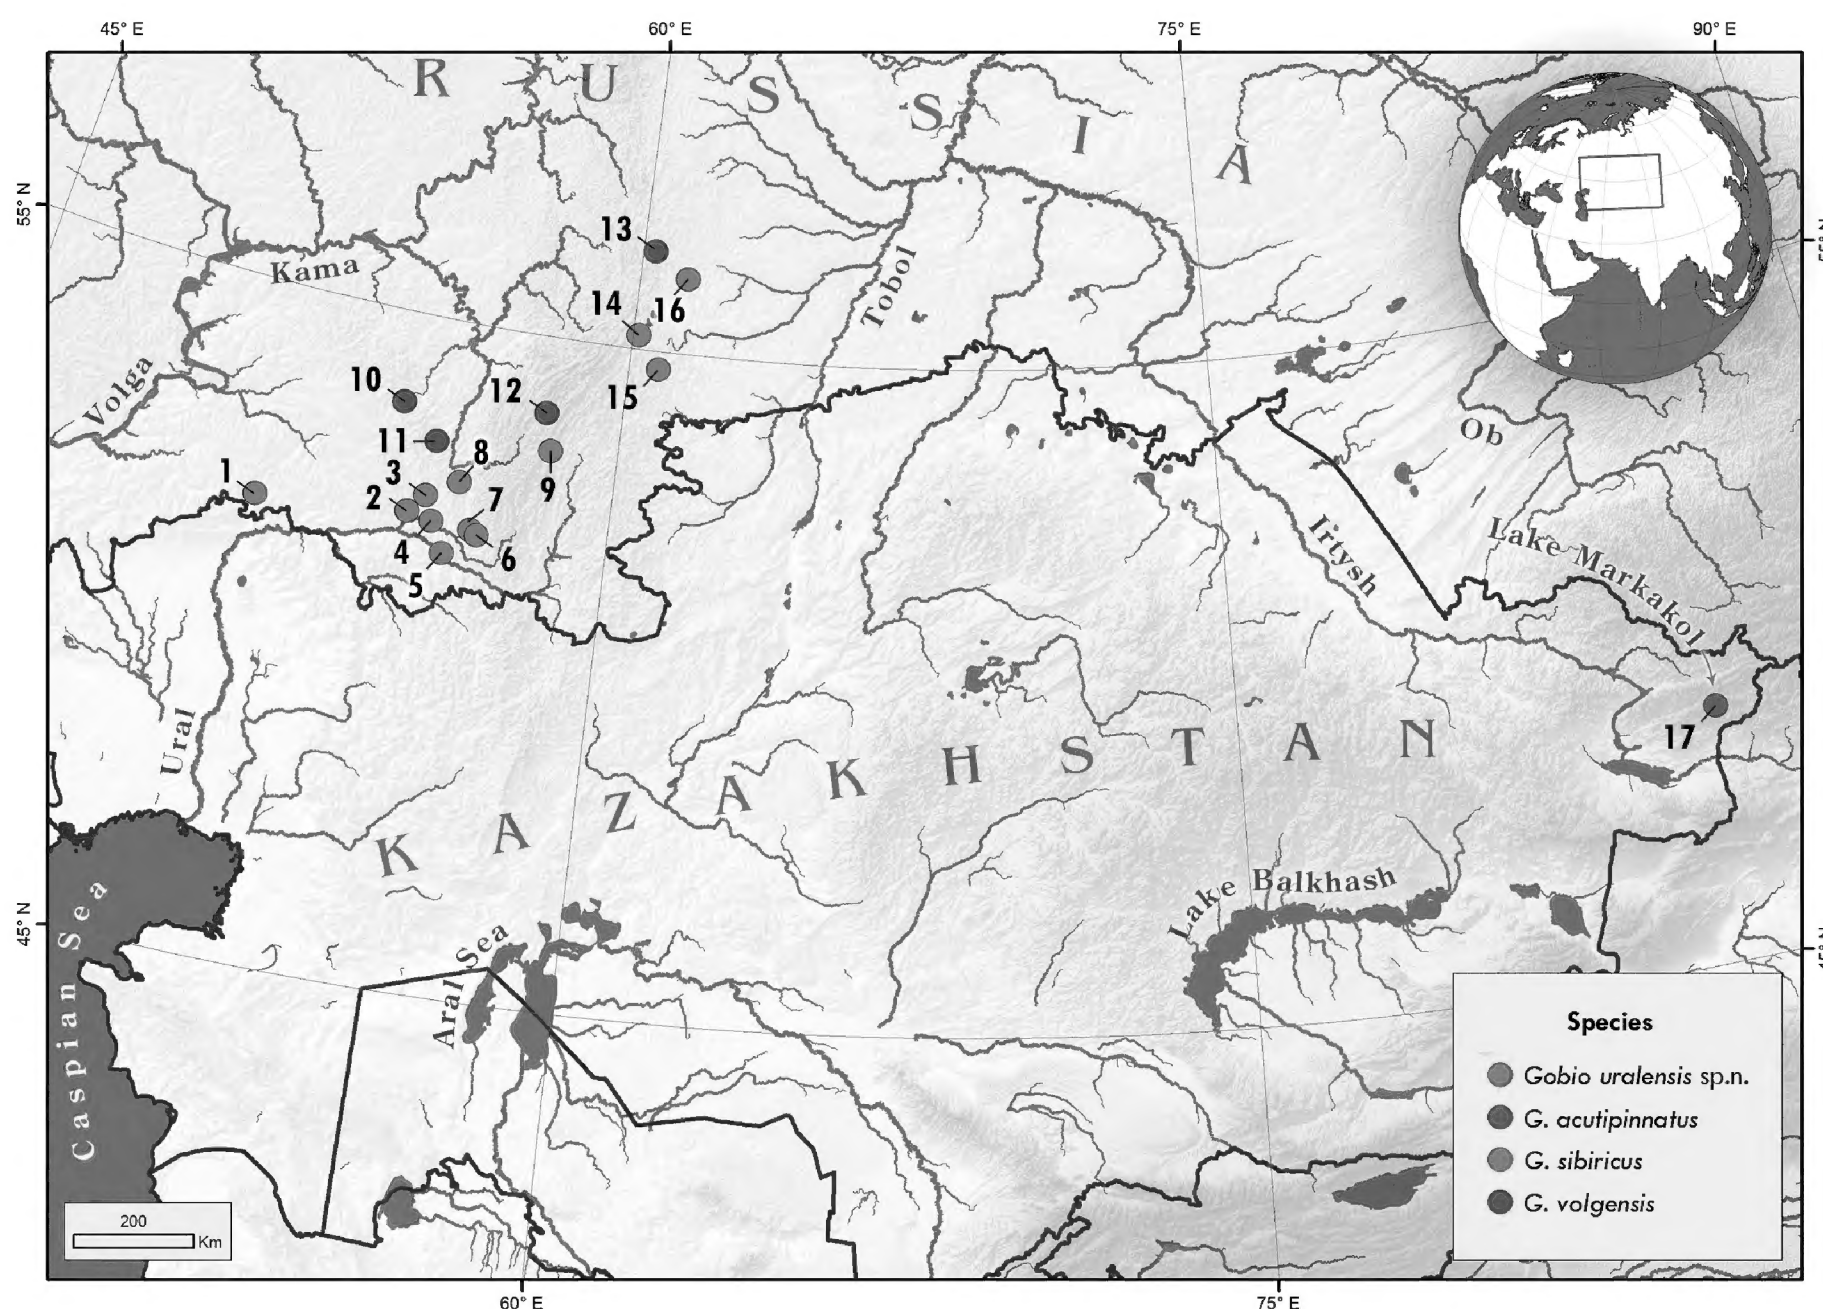 45° E
60° E
75° E
90° E
RUSSIA
55° N
13
Kama
14
16
Tobol
Volga
10
12
15
11
8
Ob
1
3
2
9
7
4
6
5
Irtysh
Lake Markakol
Ural
17
KAZAKHSTAN
Lake Balkhash
Caspian Sea
Aral Sea
45° N
Species
Gobio uralensis sp.n.
G. acutipinnatus
G. sibiricus
G. volgensis
200
Km
60° E
75° E